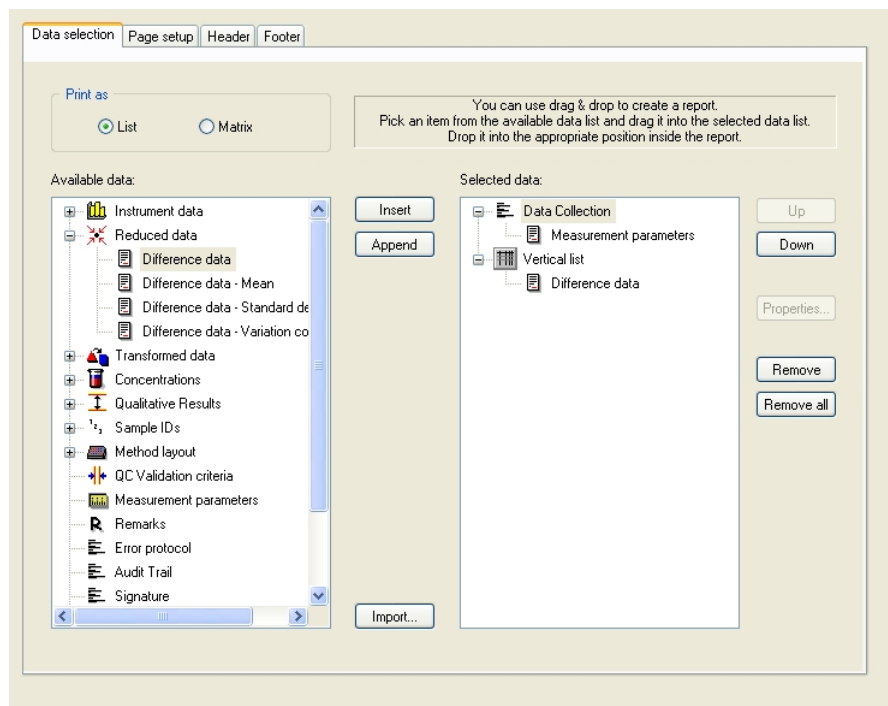 Data selection Page setup Header Footer
Print as
List Matrix
You can use drag & drop to create a report.
Pick an item from the available data list and drag it into the selected data list.
Drop it into the appropriate position inside the report.
Available data:
Instrument data
Reduced data
Difference data
Difference data - Mean
Difference data - Standard de
Difference data - Variation co
Transformed data
Concentrations
Qualitative Results
Sample IDs
Method layout
QC Validation criteria
Measurement parameters
Remarks
Error protocol
Audit Trail
Signature
Insert
Append
Import...
Selected data:
Data Collection
Measurement parameters
Vertical list
Difference data
Up
Down
Properties...
Remove
Remove all